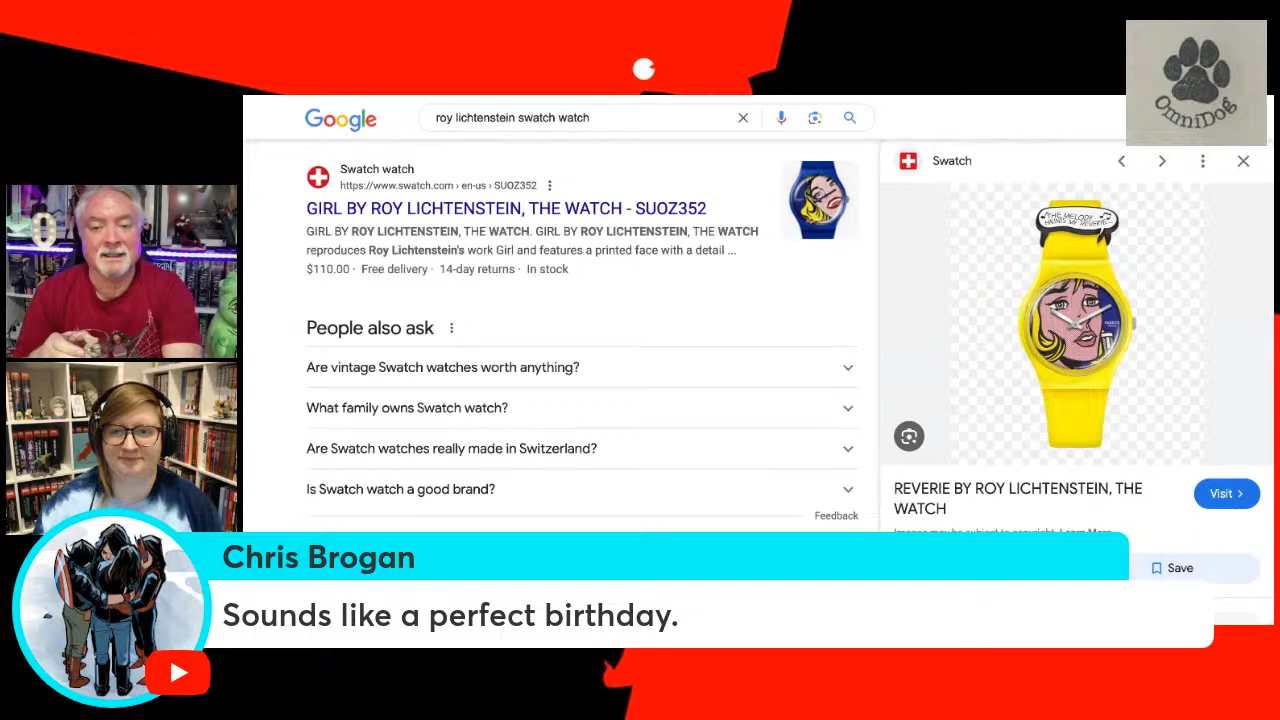 OmniDog
Google
roy lichtenstein swatch watch
Swatch watch
https://www.swatch.com › en-us › SUOZ352
GIRL BY ROY LICHTENSTEIN, THE WATCH - SUOZ352
GIRL BY ROY LICHTENSTEIN, THE WATCH. GIRL BY ROY LICHTENSTEIN, THE WATCH
reproduces Roy Lichtenstein's work Girl and features a printed face with a detail ...
$110.00 · Free delivery · 14-day returns · In stock
People also ask
Are vintage Swatch watches worth anything?
What family owns Swatch watch?
Are Swatch watches really made in Switzerland?
Is Swatch watch a good brand?
Feedback
Swatch
THE MELODY
HAUNTS MY REVERIE
REVERIE BY ROY LICHTENSTEIN, THE
WATCH
Visit
Save
Chris Brogan
Sounds like a perfect birthday.